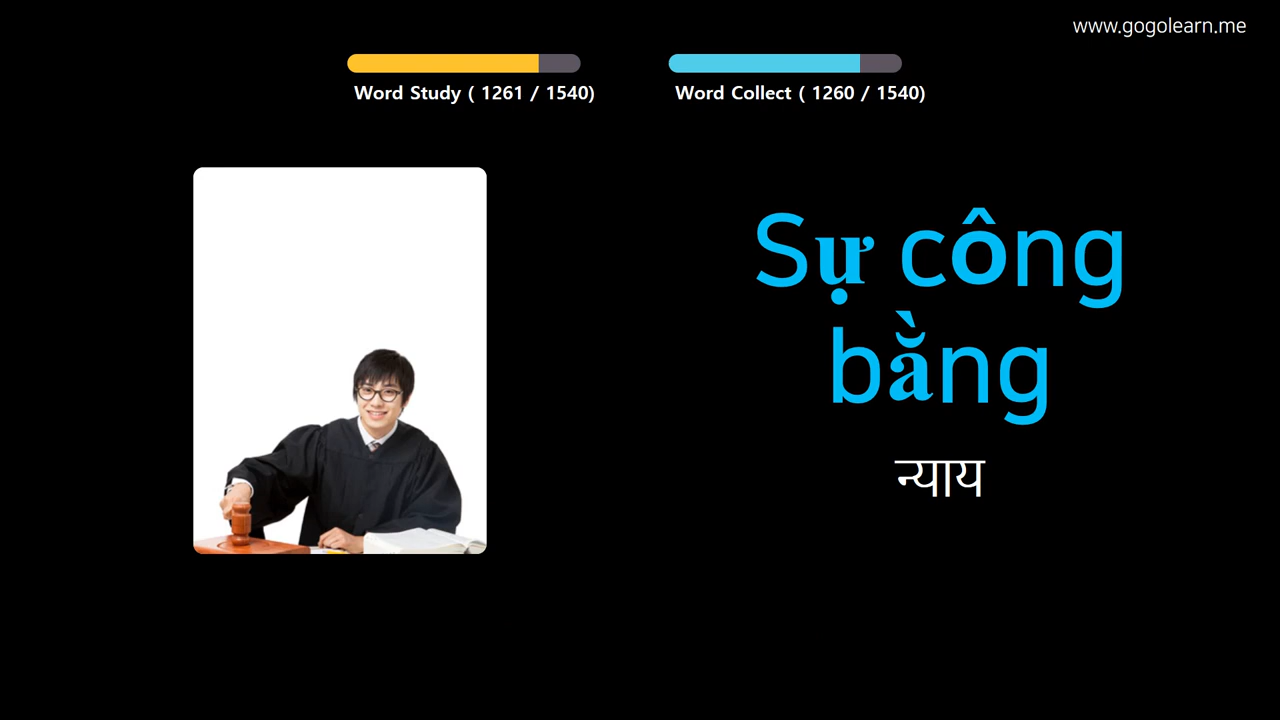 www.gogolearn.me
Word Study ( 1261 / 1540)
Word Collect ( 1260 / 1540)
Sự công
bằng
न्याय